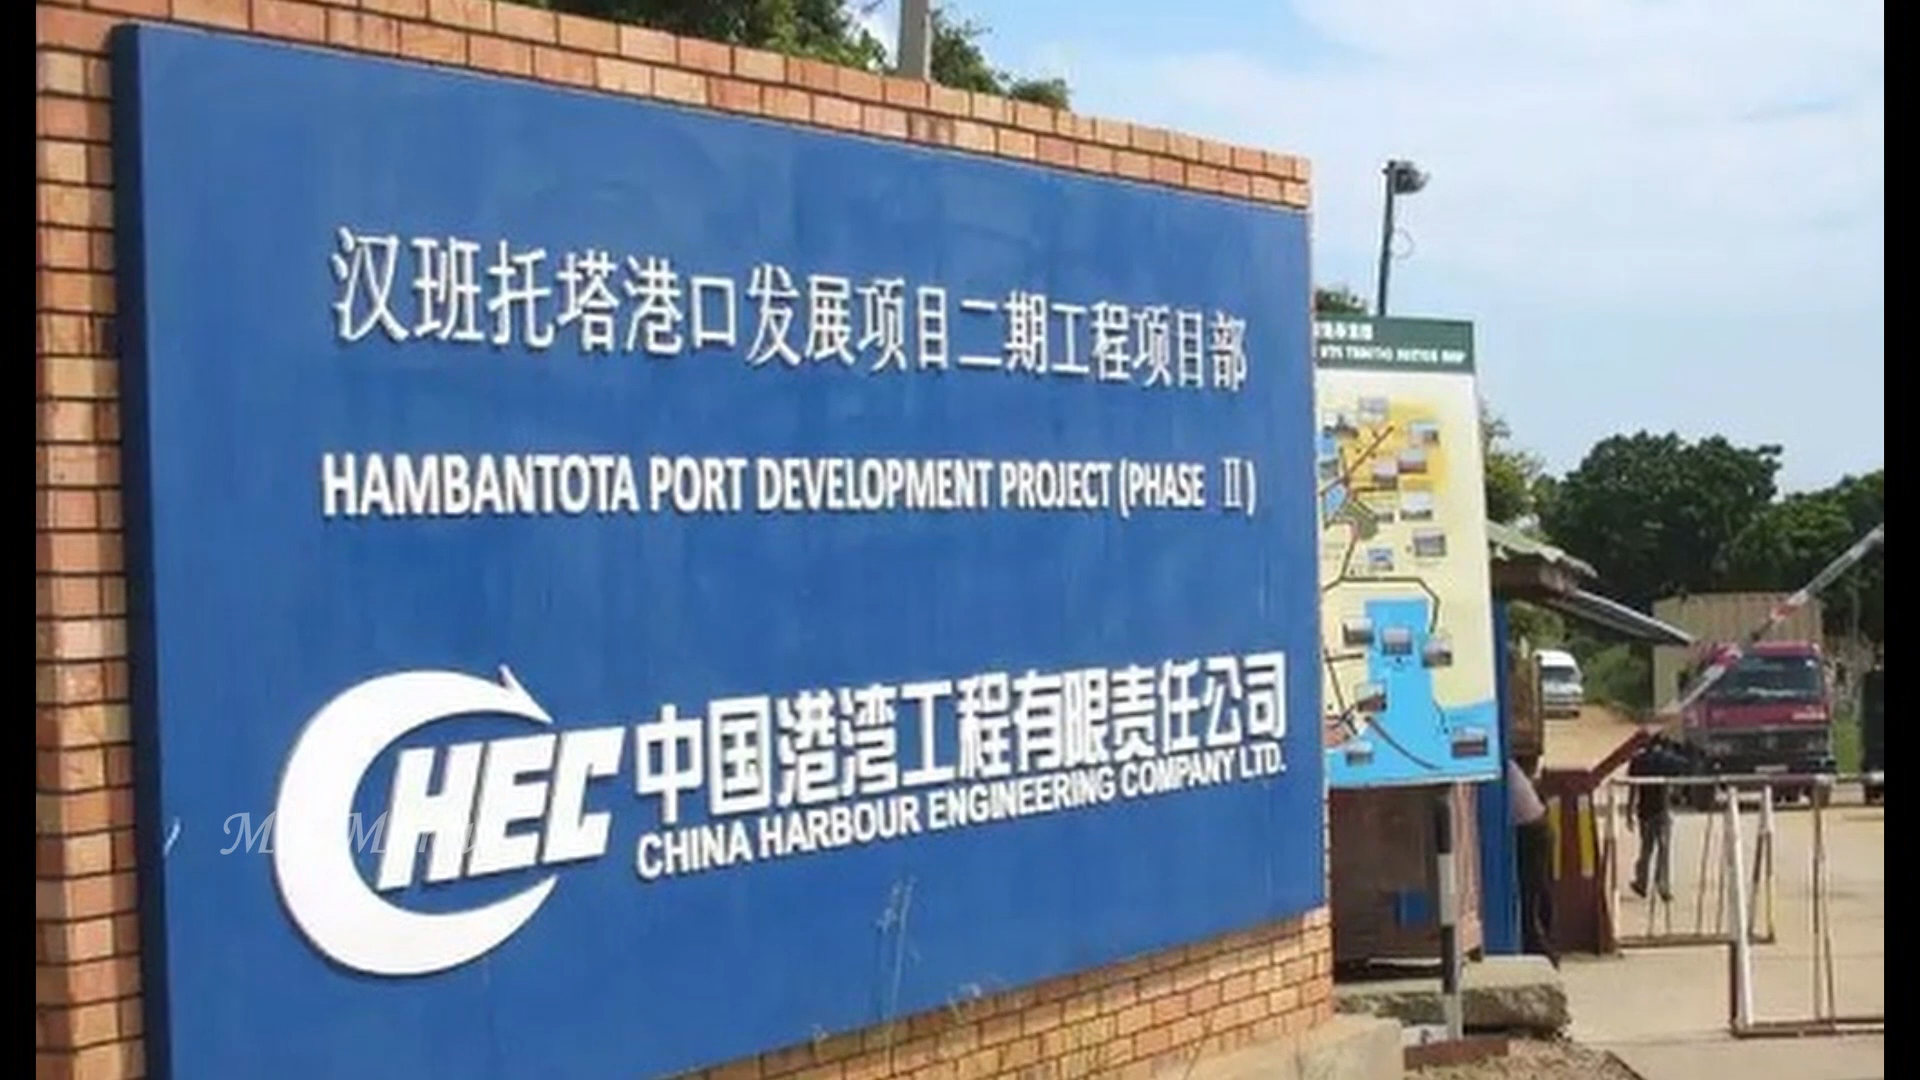 汉班托塔港口发展项目二期工程项目部
HAMBANTOTA PORT DEVELOPMENT PROJECT (PHASE Ⅱ)
CHEC 中国港湾工程有限责任公司
CHINA HARBOUR ENGINEERING COMPANY LTD.